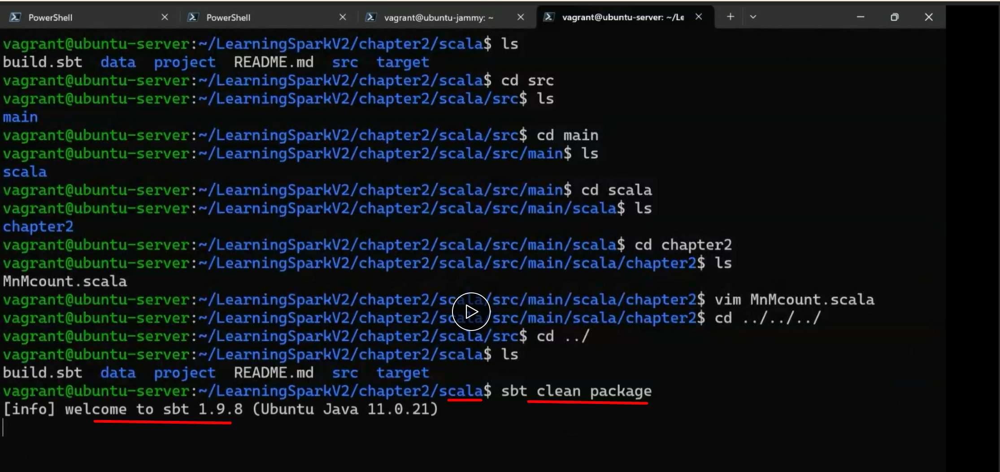 PowerShell
PowerShell
vagrant@ubuntu-jammy: ~
vagrant@ubuntu-server: ~/Le
vagrant@ubuntu-server:~/LearningSparkV2/chapter2/scala$ ls
build.sbt  data  project  README.md  src  target
vagrant@ubuntu-server:~/LearningSparkV2/chapter2/scala$ cd src
vagrant@ubuntu-server:~/LearningSparkV2/chapter2/scala/src$ ls
main
vagrant@ubuntu-server:~/LearningSparkV2/chapter2/scala/src$ cd main
vagrant@ubuntu-server:~/LearningSparkV2/chapter2/scala/src/main$ ls
scala
vagrant@ubuntu-server:~/LearningSparkV2/chapter2/scala/src/main$ cd scala
vagrant@ubuntu-server:~/LearningSparkV2/chapter2/scala/src/main/scala$ ls
chapter2
vagrant@ubuntu-server:~/LearningSparkV2/chapter2/scala/src/main/scala$ cd chapter2
vagrant@ubuntu-server:~/LearningSparkV2/chapter2/scala/src/main/scala/chapter2$ ls
MnMcount.scala
vagrant@ubuntu-server:~/LearningSparkV2/chapter2/scala/src/main/scala/chapter2$ vim MnMcount.scala
vagrant@ubuntu-server:~/LearningSparkV2/chapter2/scala/src/main/scala/chapter2$ cd ../../../
vagrant@ubuntu-server:~/LearningSparkV2/chapter2/scala/src$ cd ../
vagrant@ubuntu-server:~/LearningSparkV2/chapter2/scala$ ls
build.sbt  data  project  README.md  src  target
vagrant@ubuntu-server:~/LearningSparkV2/chapter2/scala$ sbt clean package
[info] welcome to sbt 1.9.8 (Ubuntu Java 11.0.21)